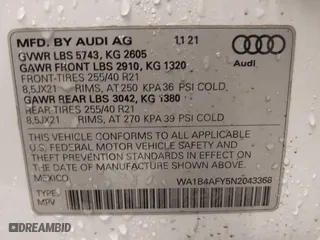 MFD. BY AUDI AG 11 21
GVWR LBS 5743, KG 2605
GAWR FRONT LBS 2910, KG 1320
FRONT-TIRES 255/40 R21
8,5JX21 RIMS, AT 250 KPA 36 PSI COLD
GAWR REAR LBS 3042, KG 1380
REAR-TIRES 255/40 R21
8,5JX21 RIMS, AT 270 KPA 39 PSI COLD
THIS VEHICLE CONFORMS TO ALL APPLICABLE
U.S. FEDERAL MOTOR VEHICLE SAFETY AND
THEFT PREVENTION STANDARDS IN EFFECT ON
THE DATE OF MANUFACTURE SHOWN ABOVE.
MEXICO WA1B4AFY5N2043368
TYPE:
MPV
Audi
DREAMBID